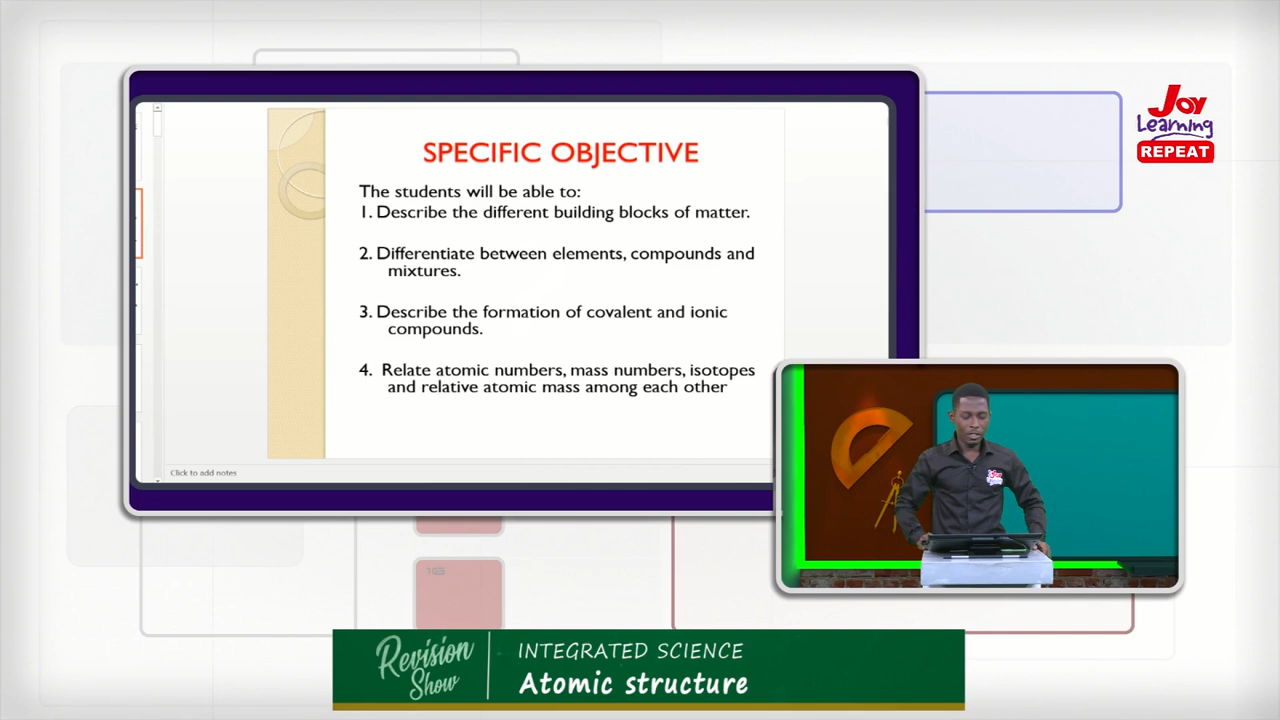 SPECIFIC OBJECTIVE
The students will be able to:
1. Describe the different building blocks of matter.
2. Differentiate between elements, compounds and
mixtures.
3. Describe the formation of covalent and ionic
compounds.
4. Relate atomic numbers, mass numbers, isotopes
and relative atomic mass among each other
Click to add notes
Joy
Learning
REPEAT
16
Revision
Show
INTEGRATED SCIENCE
Atomic structure